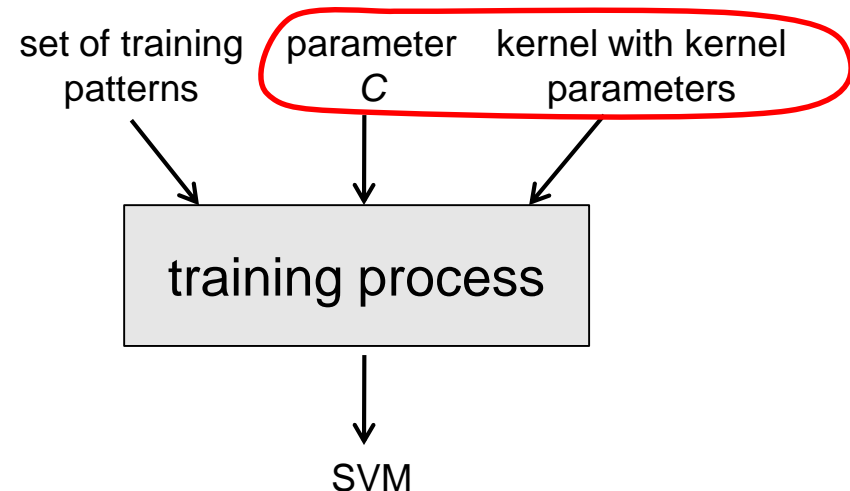 set of training
patterns
parameter
C
kernel with kernel
parameters
training process
SVM